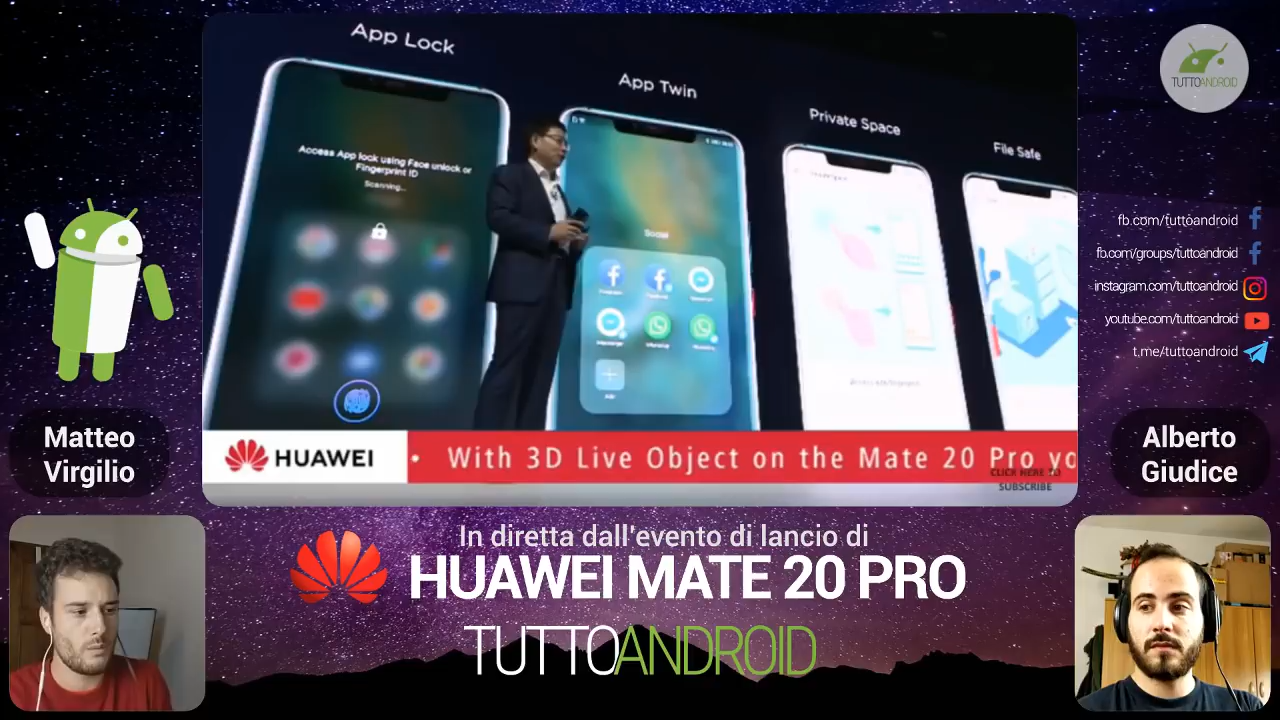 App Lock
App Twin
Private Space
File Safe
Access App lock using Face unlock or
Fingerprint ID
Scanning...
Social
HUAWEI
• With 3D Live Object on the Mate 20 Pro yo
CLICK HERE TO
SUBSCRIBE
TUTTOANDROID
fb.com/tuttoandroid
fb.com/groups/tuttoandroid
instagram.com/tuttoandroid
youtube.com/tuttoandroid
t.me/tuttoandroid
Matteo
Virgilio
Alberto
Giudice
In diretta dall'evento di lancio di
HUAWEI MATE 20 PRO
TUTTOANDROID